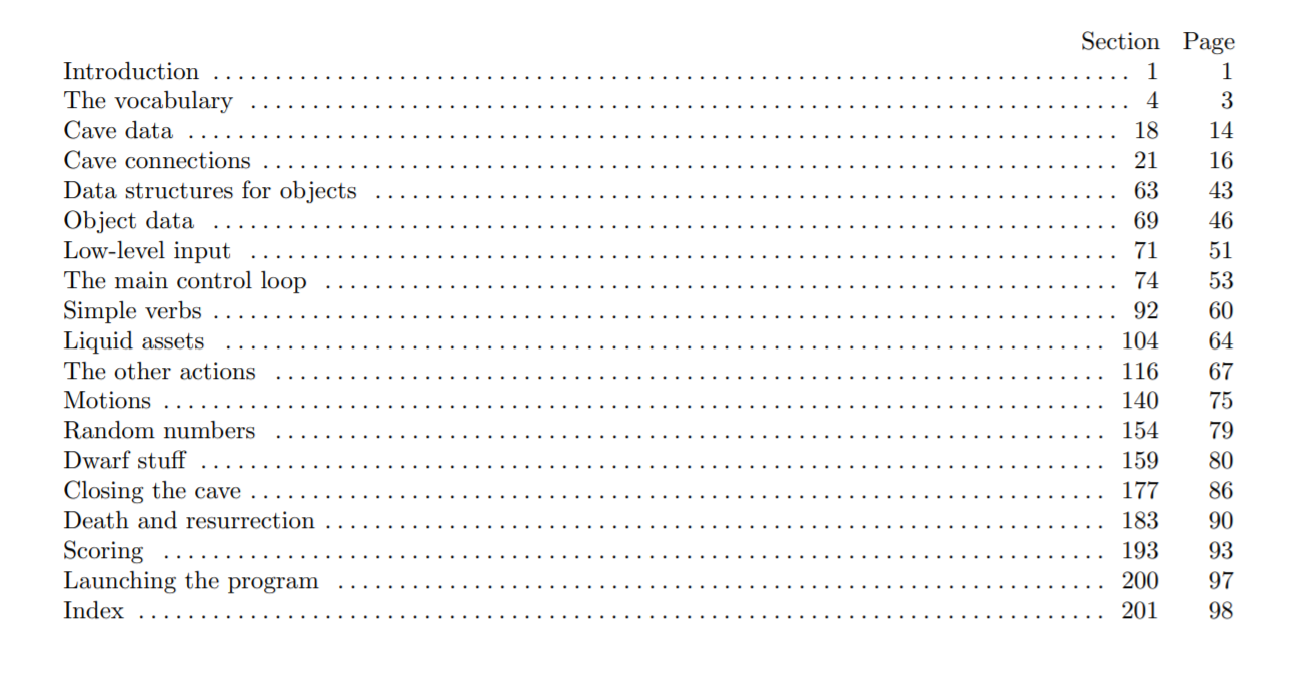 Section Page
Introduction . . . . . . . . . . . . . . . . . . . . . . . . . . . . . . . . . . . . . . . . 1 1
The vocabulary . . . . . . . . . . . . . . . . . . . . . . . . . . . . . . . . . . . . . . . . 4 3
Cave data . . . . . . . . . . . . . . . . . . . . . . . . . . . . . . . . . . . . . . . . 18 14
Cave connections . . . . . . . . . . . . . . . . . . . . . . . . . . . . . . . . . . . . . . . . 21 16
Data structures for objects . . . . . . . . . . . . . . . . . . . . . . . . . . . . . . . . . . . . . . . . 63 43
Object data . . . . . . . . . . . . . . . . . . . . . . . . . . . . . . . . . . . . . . . . 69 46
Low-level input . . . . . . . . . . . . . . . . . . . . . . . . . . . . . . . . . . . . . . . . 71 51
The main control loop . . . . . . . . . . . . . . . . . . . . . . . . . . . . . . . . . . . . . . . . 74 53
Simple verbs . . . . . . . . . . . . . . . . . . . . . . . . . . . . . . . . . . . . . . . . 92 60
Liquid assets . . . . . . . . . . . . . . . . . . . . . . . . . . . . . . . . . . . . . . . . 104 64
The other actions . . . . . . . . . . . . . . . . . . . . . . . . . . . . . . . . . . . . . . . . 116 67
Motions . . . . . . . . . . . . . . . . . . . . . . . . . . . . . . . . . . . . . . . . 140 75
Random numbers . . . . . . . . . . . . . . . . . . . . . . . . . . . . . . . . . . . . . . . . 154 79
Dwarf stuff . . . . . . . . . . . . . . . . . . . . . . . . . . . . . . . . . . . . . . . . 159 80
Closing the cave . . . . . . . . . . . . . . . . . . . . . . . . . . . . . . . . . . . . . . . . 177 86
Death and resurrection . . . . . . . . . . . . . . . . . . . . . . . . . . . . . . . . . . . . . . . . 183 90
Scoring . . . . . . . . . . . . . . . . . . . . . . . . . . . . . . . . . . . . . . . . 193 93
Launching the program . . . . . . . . . . . . . . . . . . . . . . . . . . . . . . . . . . . . . . . . 200 97
Index . . . . . . . . . . . . . . . . . . . . . . . . . . . . . . . . . . . . . . . . 201 98